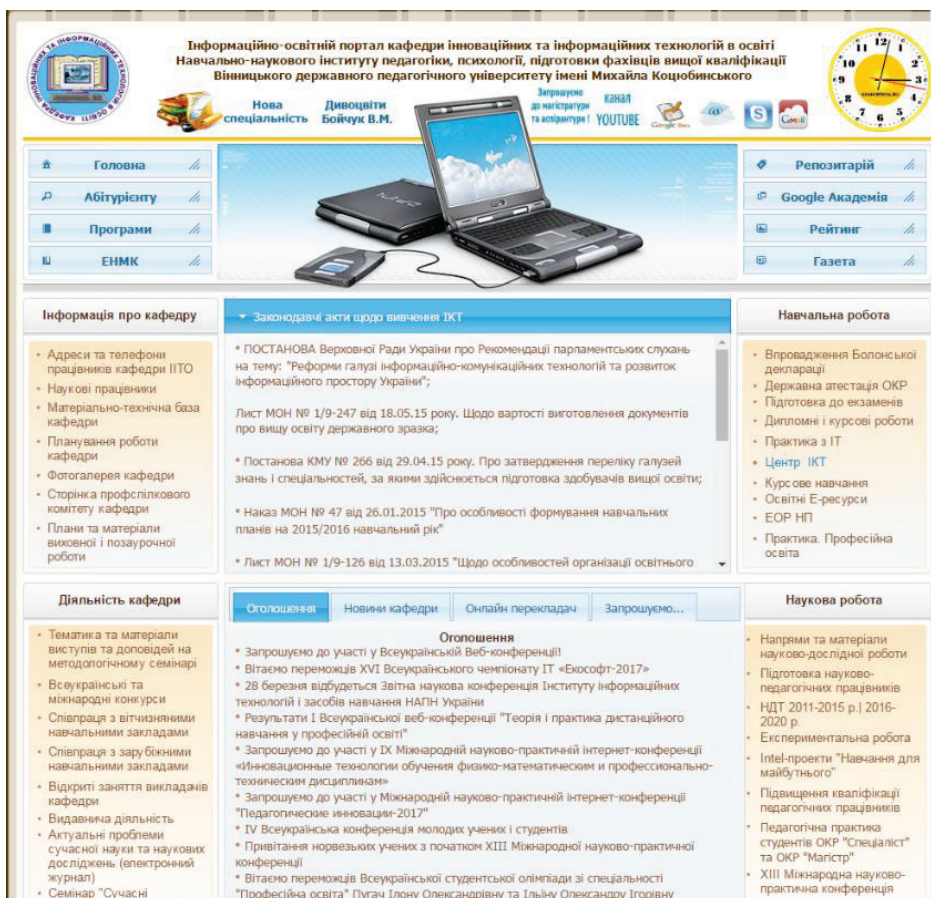 Інформаційно-освітній портал кафедри інноваційних та інформаційних технологій в освіті
Навчально-наукового інституту педагогіки, психології, підготовки фахівців вищої кваліфікації
Вінницького державного педагогічного університету імені Михайла Коцюбинського
Нова
спеціальність
Дивоцвіти
Бойчук В.М.
Запрошуємо
до магістратури
та аспірантури !
КАНАЛ
YOUTUBE
Gmail
Головна
Абітурієнту
Програми
ЕНМК
Репозитарій
Google Академія
Рейтинг
Газета
Інформація про кафедру
• Адреси та телефони
працівників кафедри ІІТО
• Наукові працівники
• Матеріально-технічна база
кафедри
• Планування роботи
кафедри
• Фотогалерея кафедри
• Сторінка профспілкового
комітету кафедри
• Плани та матеріали
виховної і позаурочної
роботи
Законодавчі акти щодо вивчення ІКТ
* ПОСТАНОВА Верховної Ради України про Рекомендації парламентських слухань
на тему: "Реформи галузі інформаційно-комунікаційних технологій та розвиток
інформаційного простору України";
Лист МОН № 1/9-247 від 18.05.15 року. Щодо вартості виготовлення документів
про вищу освіту державного зразка;
* Постанова КМУ № 266 від 29.04.15 року. Про затвердження переліку галузей
знань і спеціальностей, за якими здійснюється підготовка здобувачів вищої освіти;
* Наказ МОН № 47 від 26.01.2015 "Про особливості формування навчальних
планів на 2015/2016 навчальний рік"
* Лист МОН № 1/9-126 від 13.03.2015 "Щодо особливостей організації освітнього
Навчальна робота
• Впровадження Болонської
декларації
• Державна атестація ОКР
• Підготовка до екзаменів
• Дипломні і курсові роботи
• Практика з ІТ
• Центр ІКТ
• Курсове навчання
• Освітні Е-ресурси
• ЕОР НП
• Практика. Професійна
освіта
Діяльність кафедри
• Тематика та матеріали
виступів та доповідей на
методологічному семінарі
• Всеукраїнські та
міжнародні конкурси
• Співпраця з вітчизняними
навчальними закладами
• Співпраця з зарубіжними
навчальними закладами
• Відкриті заняття викладачів
кафедри
• Видавнича діяльність
• Актуальні проблеми
сучасної науки та наукових
досліджень (електронний
журнал)
• Семінар "Сучасні
Оголошення
Новини кафедри
Онлайн перекладач
Запрошуємо...
Оголошення
* Запрошуємо до участі у Всеукраїнській Веб-конференції!
* Вітаємо переможців XVI Всеукраїнського чемпіонату ІТ «Екософт-2017»
* 28 березня відбудеться Звітна наукова конференція Інституту інформаційних
технологій і засобів навчання НАПН України
* Результати І Всеукраїнської веб-конференції "Теорія і практика дистанційного
навчання у професійній освіті"
* Запрошуємо до участі у ІХ Міжнародній науково-практичній інтернет-конференції
«Инновационные технологии обучения физико-математическим и профессионально-
техническим дисциплинам»
* Запрошуємо до участі у Міжнародній науково-практичній інтернет-конференції
"Педагогические инновации-2017"
* IV Всеукраїнська конференція молодих учених і студентів
* Привітання норвезьких учених з початком XIII Міжнародної науково-практичної
конференції
* Вітаємо переможців Всеукраїнської студентської олімпіади зі спеціальності
"Професійна освіта" Пугач Ілону Олександрівну та Ільїну Олександру Ігорівну
Наукова робота
• Напрями та матеріали
науково-дослідної роботи
• Підготовка науково-
педагогічних працівників
• НДТ 2011-2015 р.| 2016-
2020 р.
• Експериментальна робота
• Intel-проекти "Навчання для
майбутнього"
• Підвищення кваліфікації
педагогічних працівників
• Педагогічна практика
студентів ОКР "Спеціаліст"
та ОКР "Магістр"
• XIII Міжнародна науково-
практична конференція